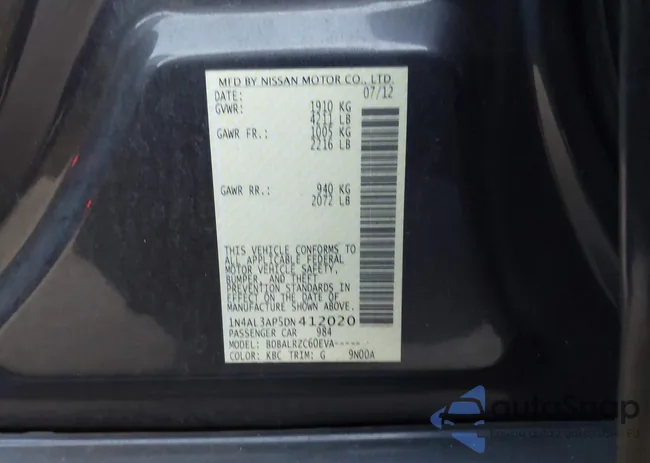 MFD BY NISSAN MOTOR CO., LTD.
DATE: 07/12
GVWR: 1910 KG
4211 LB
GAWR FR.: 1005 KG
2216 LB
GAWR RR.: 940 KG
2072 LB
THIS VEHICLE CONFORMS TO
ALL APPLICABLE FEDERAL
MOTOR VEHICLE SAFETY,
BUMPER, AND THEFT
PREVENTION STANDARDS IN
EFFECT ON THE DATE OF
MANUFACTURE SHOWN ABOVE.
1N4AL3AP5DN412020
PASSENGER CAR 984
MODEL: BDBALRZC60EVA-----
COLOR: KBC TRIM: G 9N00A
autoSnap